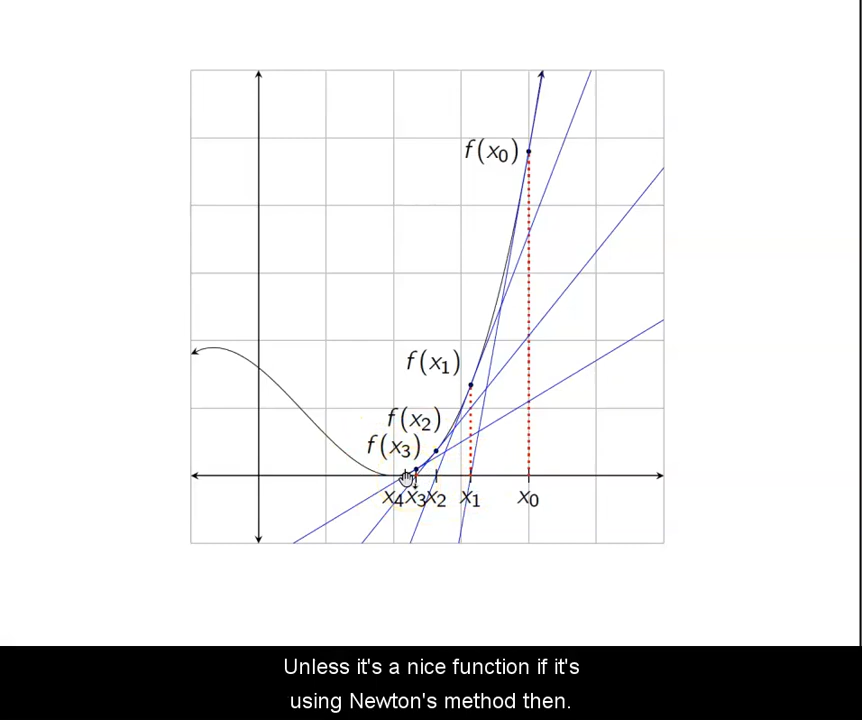 f(x₀)
f(x₁)
f(x₂)
f(x₃)
x₄ x₃ x₂ x₁ x₀
Unless it's a nice function if it's
using Newton's method then.